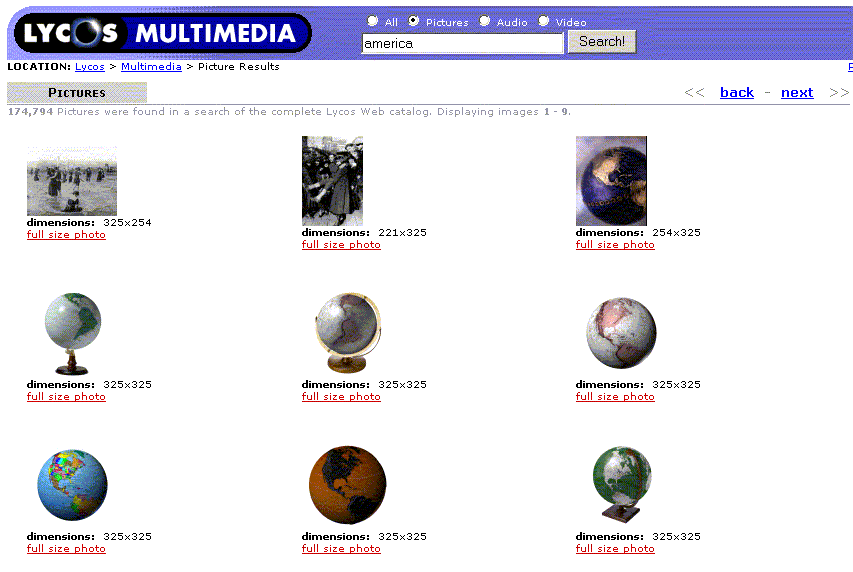 LYCOS MULTIMEDIA
All Pictures Audio Video
america Search!
LOCATION: Lycos > Multimedia > Picture Results
PICTURES
<< back - next >>
174,794 Pictures were found in a search of the complete Lycos Web catalog. Displaying images 1 - 9.
dimensions: 325x254
full size photo
dimensions: 221x325
full size photo
dimensions: 254x325
full size photo
dimensions: 325x325
full size photo
dimensions: 325x325
full size photo
dimensions: 325x325
full size photo
dimensions: 325x325
full size photo
dimensions: 325x325
full size photo
dimensions: 325x325
full size photo